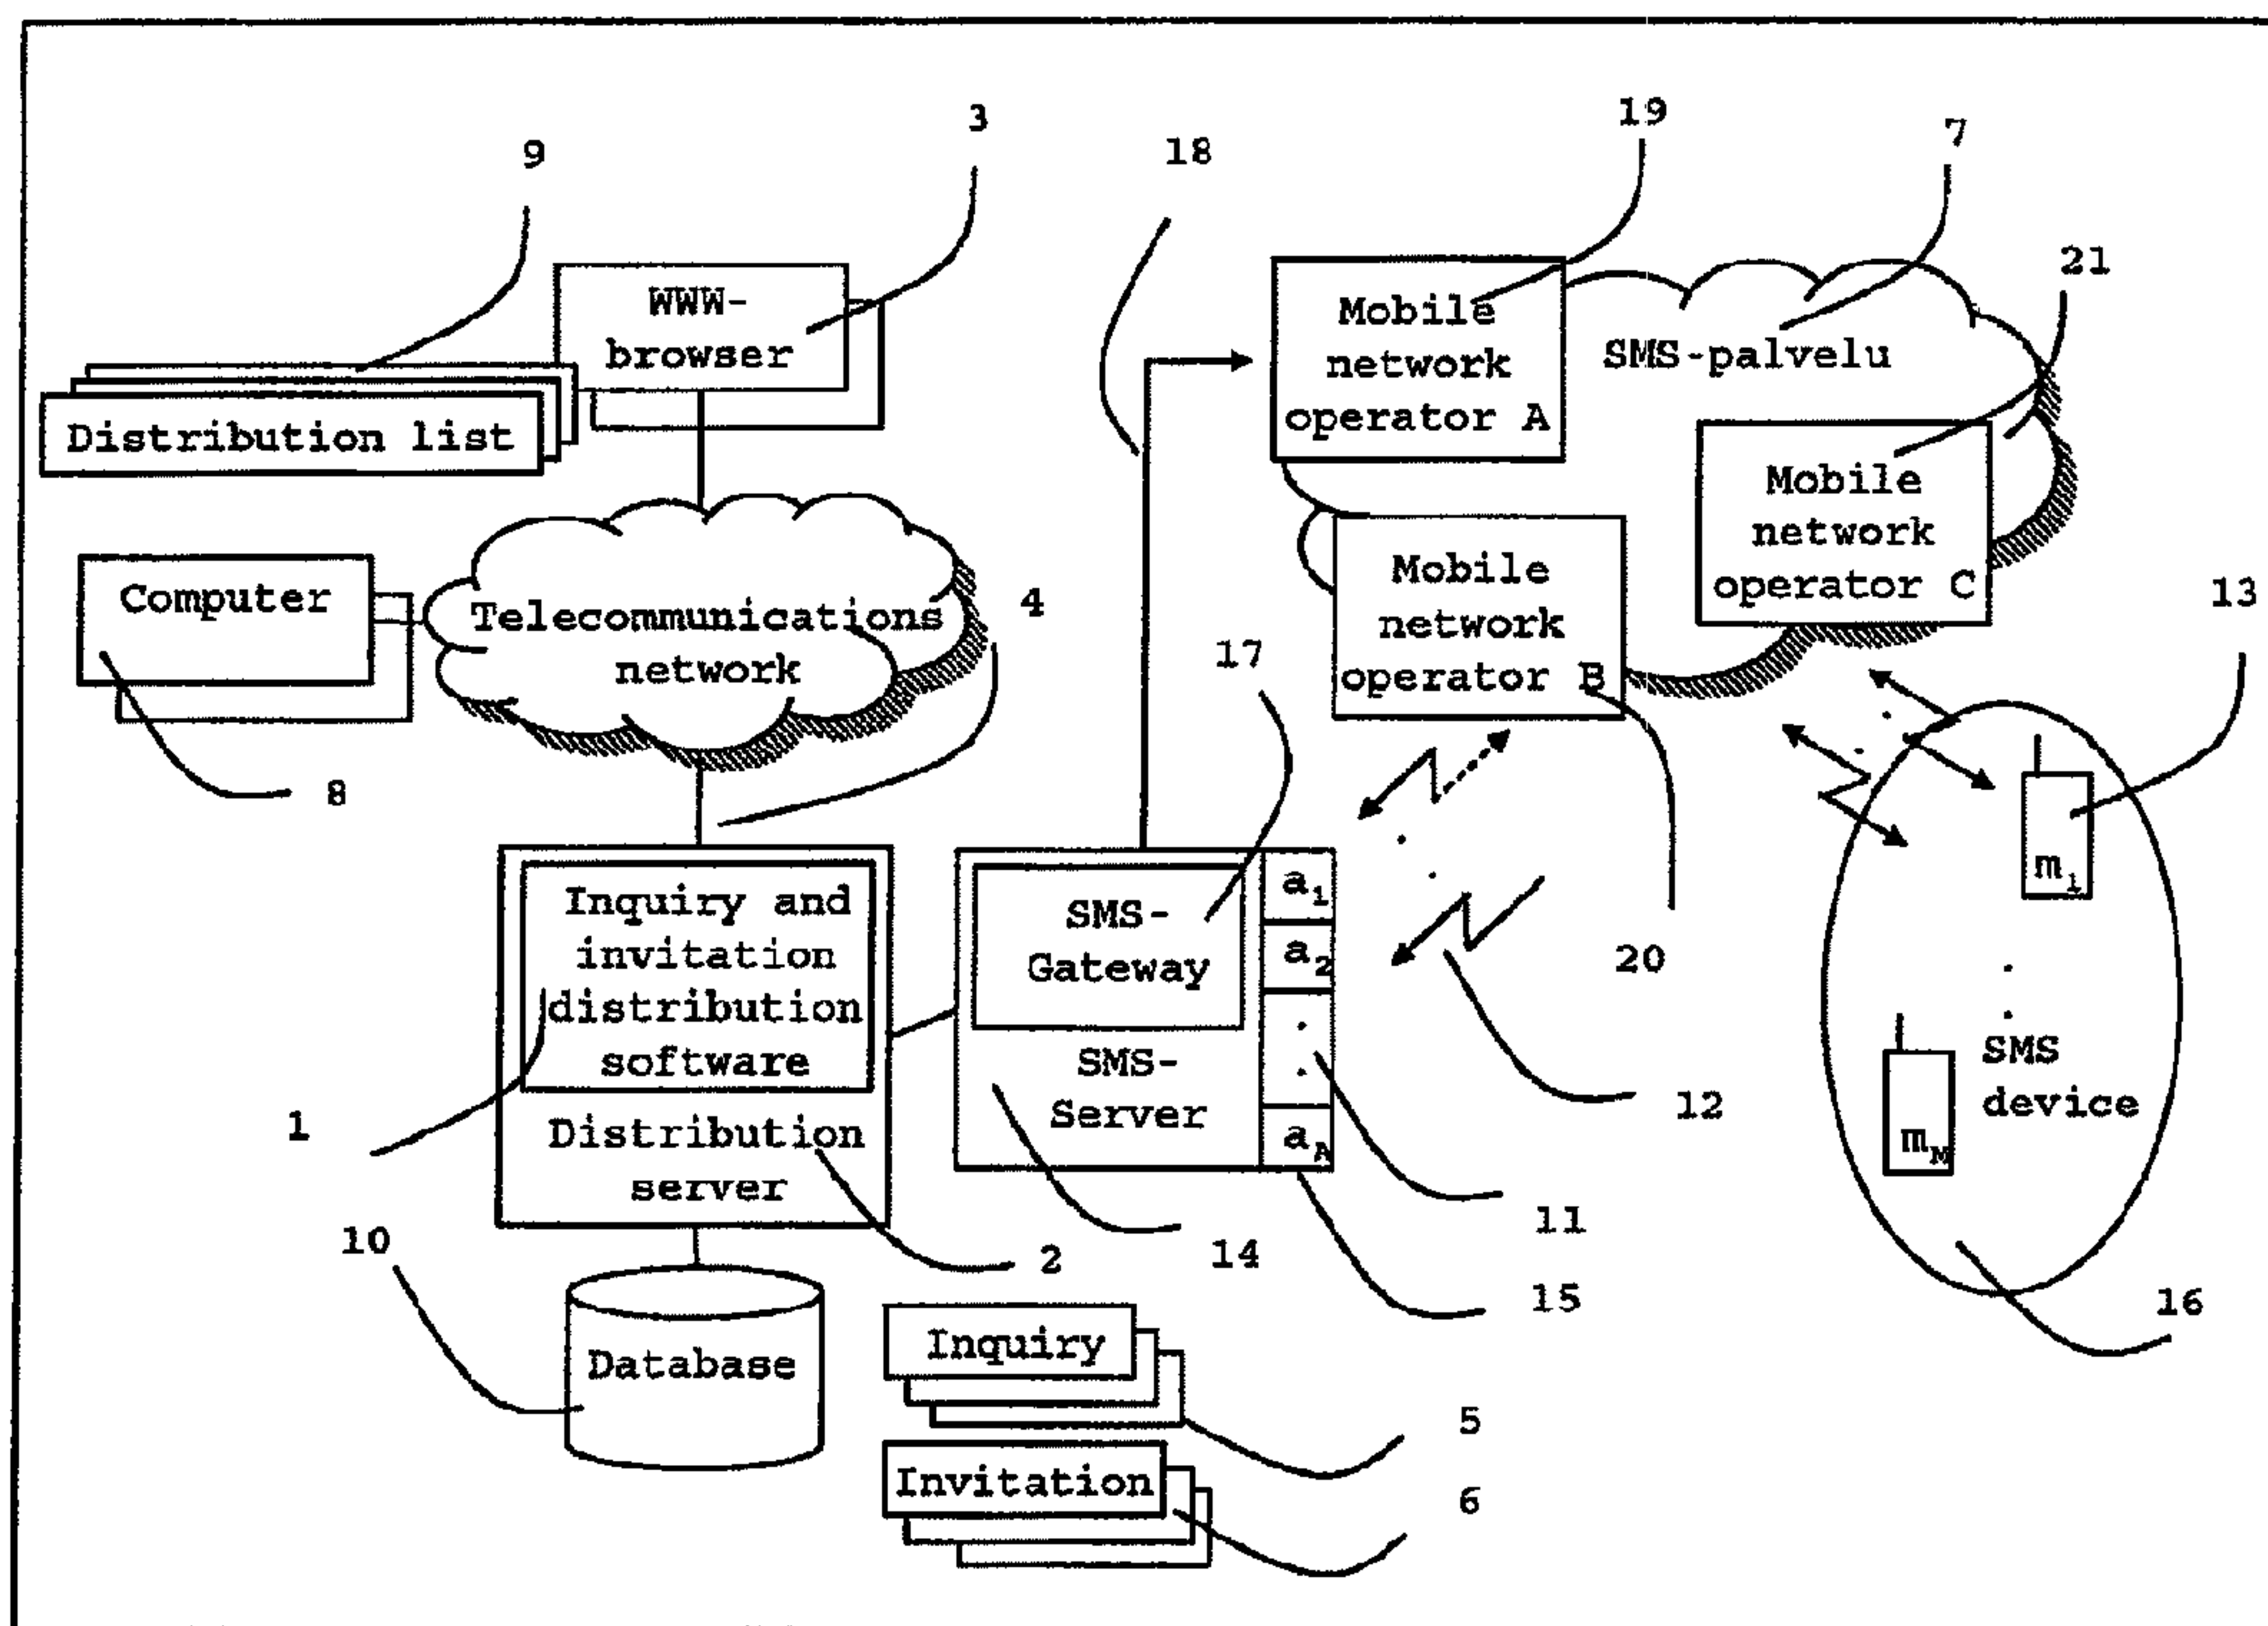 3
19
7
9
18
21
WWW-
browser
Distribution list
Mobile
network
operator A
SMS-palvelu
Mobile
network
operator C
Computer
Telecommunications
network
4
Mobile
network
operator B
13
17
8
Inquiry and
invitation
distribution
software
Distribution
server
SMS-
Gateway
SMS-
Server
a1
a2
.
.
aA
20
12
m1
.
.
SMS
device
mM
1
10
2
14
11
15
16
Database
Inquiry
5
Invitation
6